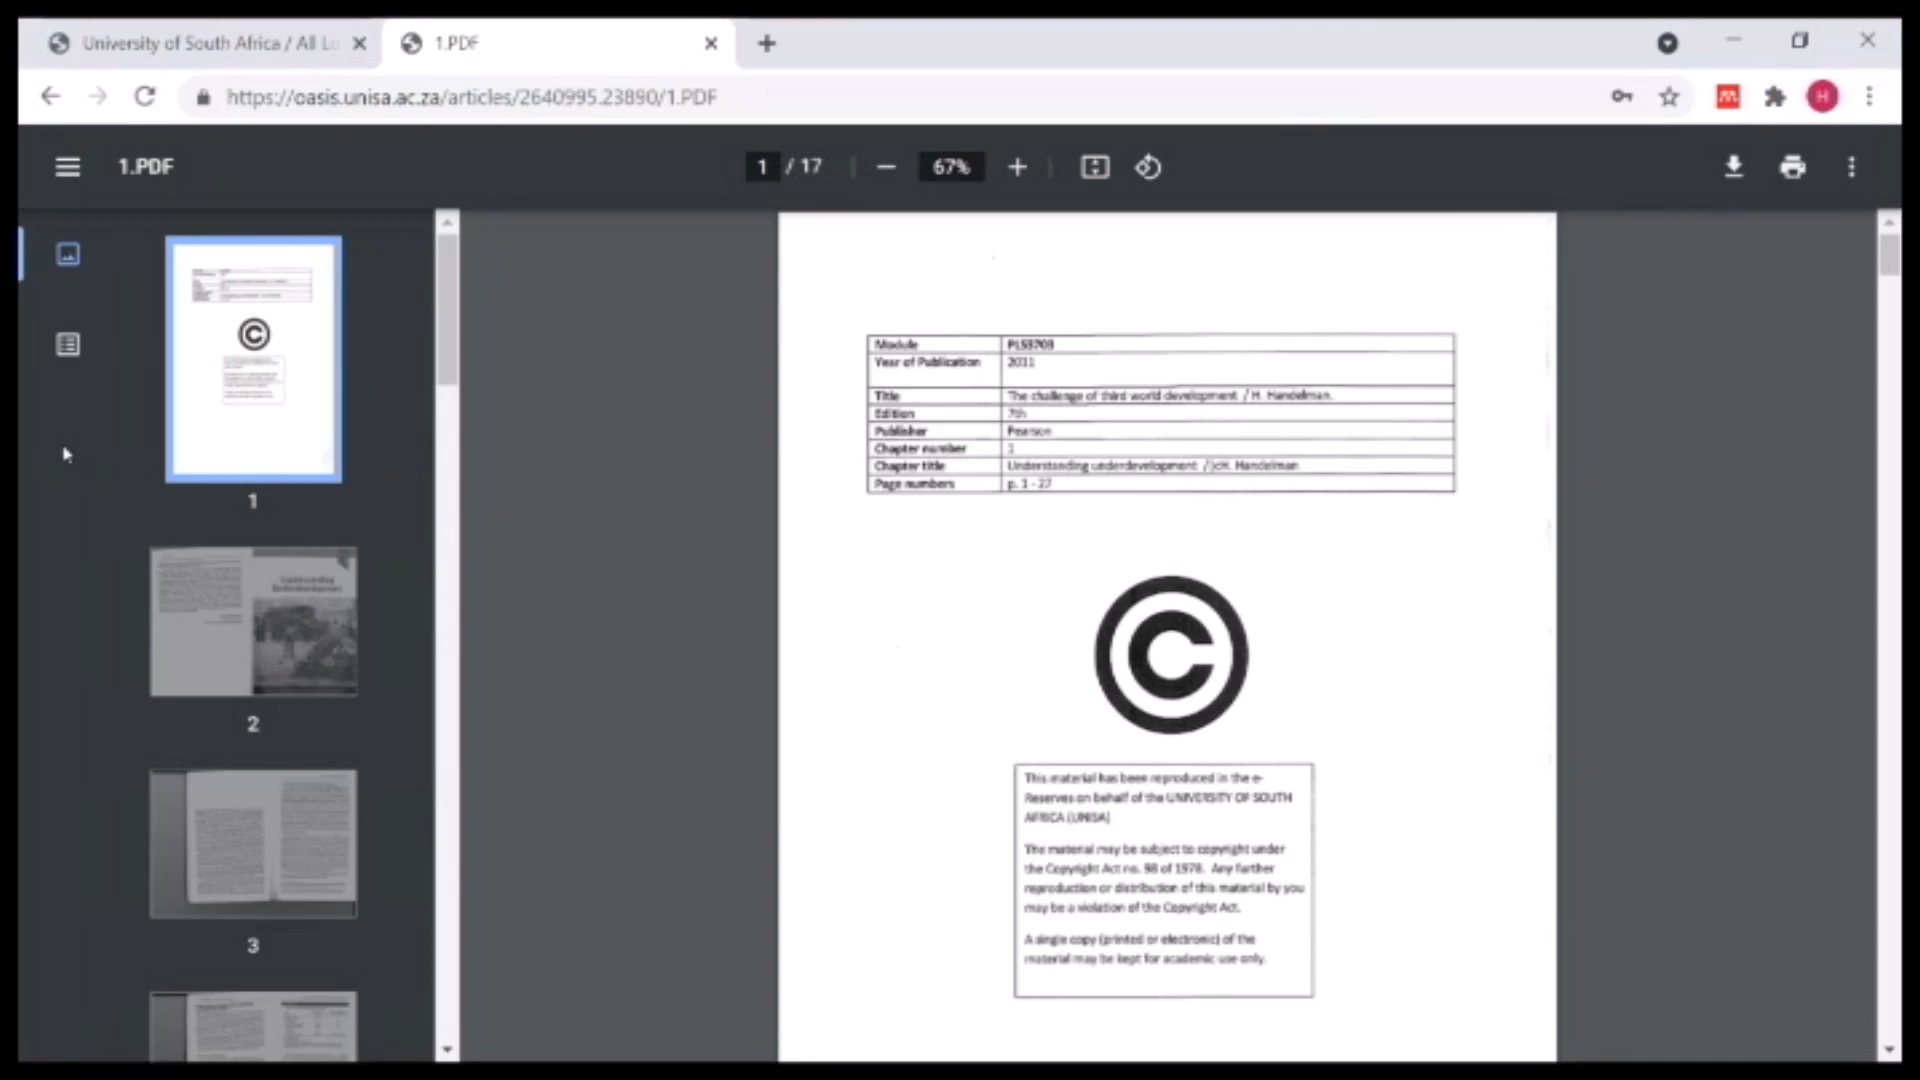 University of South Africa / All Lo
1.PDF
https://oasis.unisa.ac.za/articles/2640995.23890/1.PDF
H
1.PDF
1 / 17
67%
1
2
3
Module PLS3703
Year of Publication 2011
Title The challenge of third world development / H. Handelman.
Edition 7th
Publisher Pearson
Chapter number 1
Chapter title Understanding underdevelopment / H. Handelman
Page numbers p. 1 - 27
©
This material has been reproduced in the e-
Reserves on behalf of the UNIVERSITY OF SOUTH
AFRICA (UNISA)
The material may be subject to copyright under
the Copyright Act no. 98 of 1978. Any further
reproduction or distribution of this material by you
may be a violation of the Copyright Act.
A single copy (printed or electronic) of the
material may be kept for academic use only.